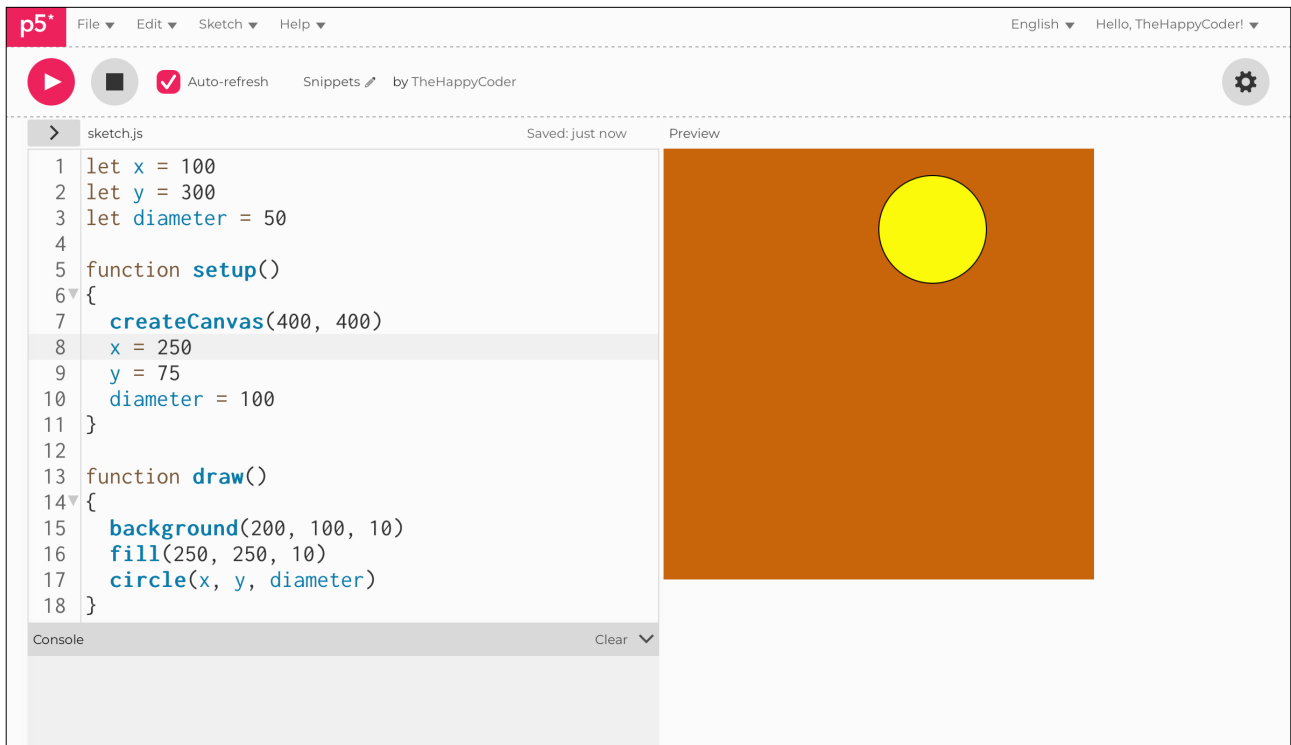 p5* File Edit Sketch Help English Hello, TheHappyCoder!
Auto-refresh Snippets by TheHappyCoder
sketch.js Saved: just now Preview
1 let x = 100
2 let y = 300
3 let diameter = 50
4
5 function setup()
6 {
7 createCanvas(400, 400)
8 x = 250
9 y = 75
10 diameter = 100
11 }
12
13 function draw()
14 {
15 background(200, 100, 10)
16 fill(250, 250, 10)
17 circle(x, y, diameter)
18 }
Console Clear